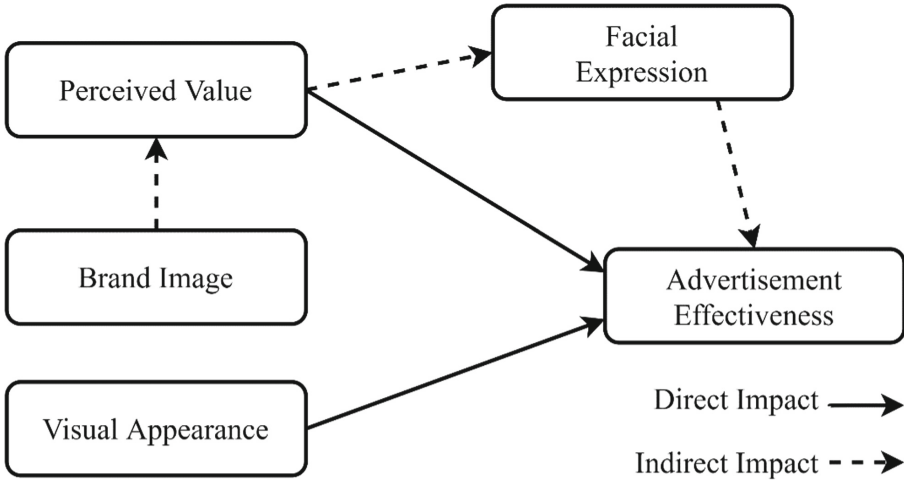 Facial
Expression
Perceived Value
Brand Image
Advertisement
Effectiveness
Visual Appearance
Direct Impact
Indirect Impact